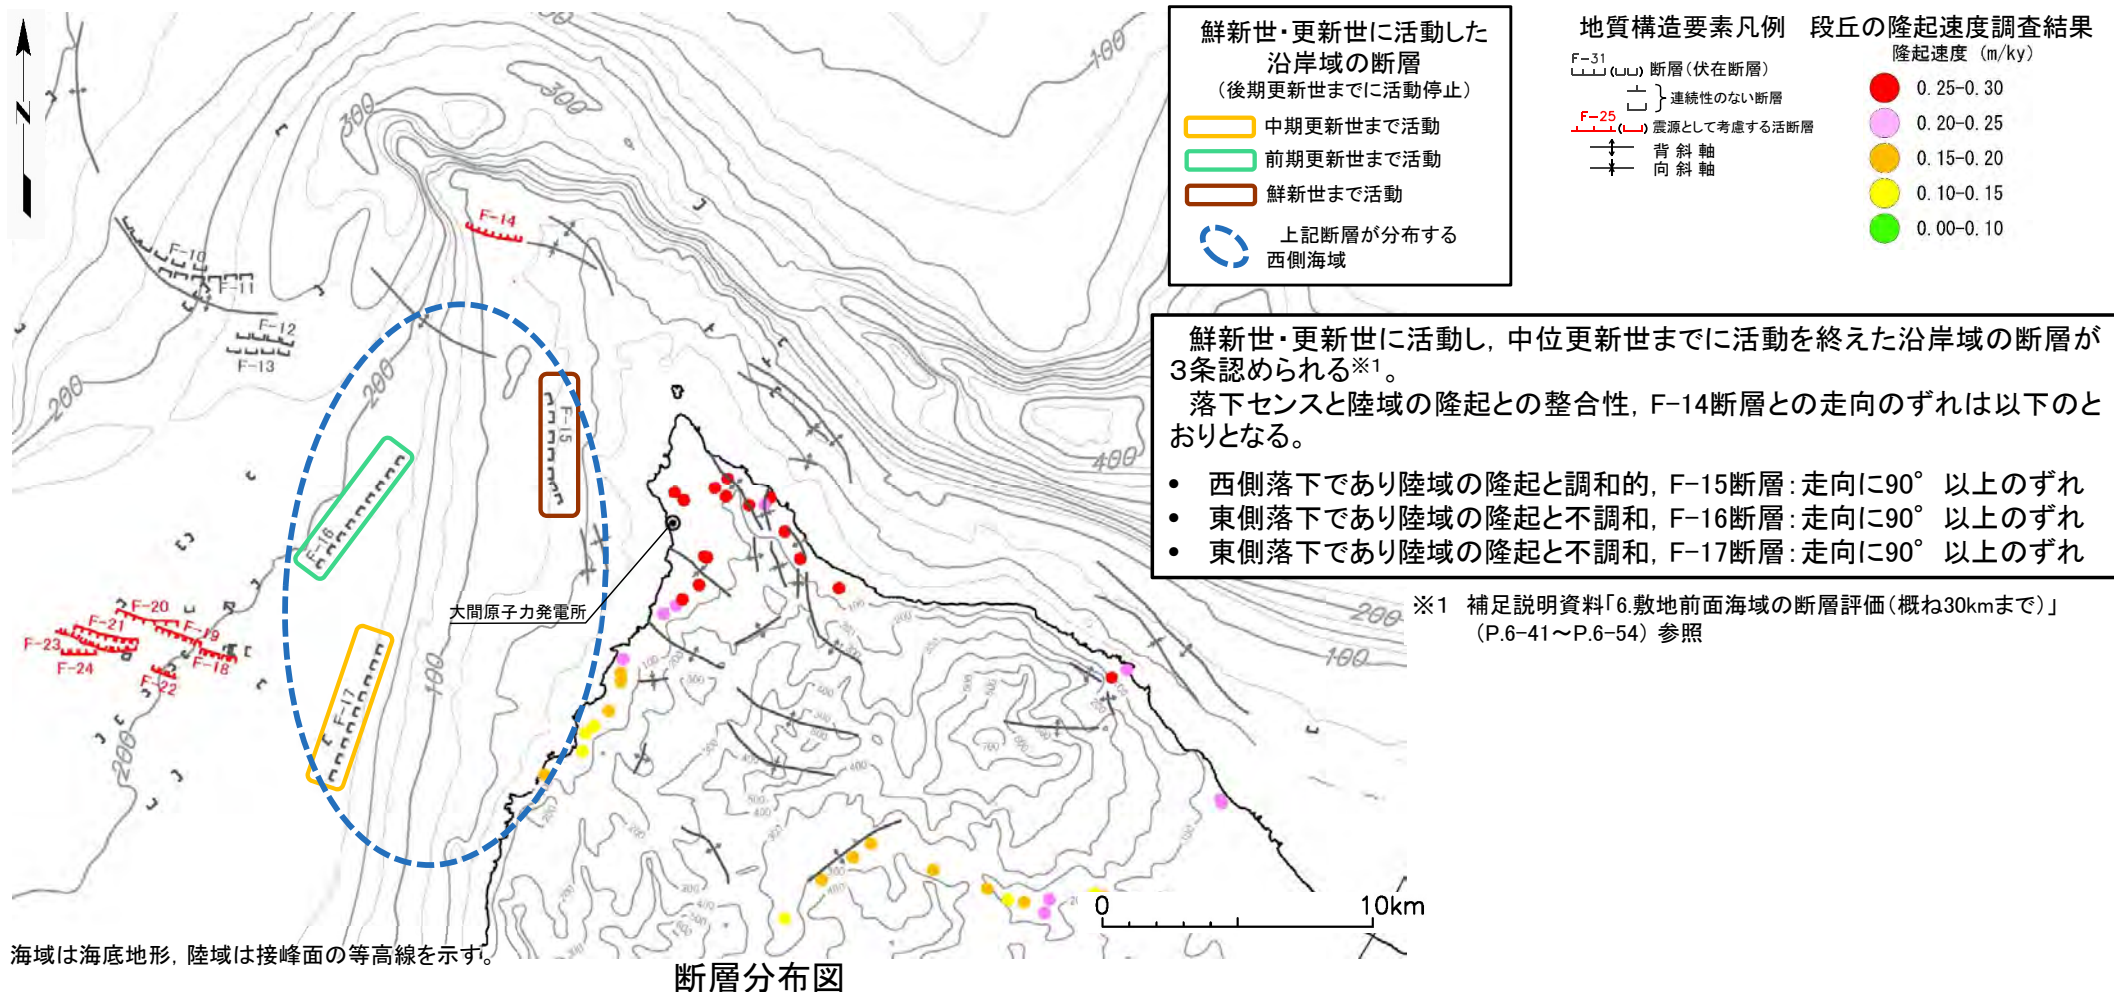 N
鮮新世・更新世に活動した
沿岸域の断層
（後期更新世までに活動停止）
中期更新世まで活動
前期更新世まで活動
鮮新世まで活動
上記断層が分布する
西側海域
地質構造要素凡例
F-31
断層（伏在断層）
連続性のない断層
F-25
震源として考慮する活断層
背斜軸
向斜軸
段丘の隆起速度調査結果
隆起速度 (m/ky)
0.25-0.30
0.20-0.25
0.15-0.20
0.10-0.15
0.00-0.10
鮮新世・更新世に活動し，中位更新世までに活動を終えた沿岸域の断層が
３条認められる※1。
落下センスと陸域の隆起との整合性，F-14断層との走向のずれは以下のと
おりとなる。
• 西側落下であり陸域の隆起と調和的，F-15断層：走向に90° 以上のずれ
• 東側落下であり陸域の隆起と不調和，F-16断層：走向に90° 以上のずれ
• 東側落下であり陸域の隆起と不調和，F-17断層：走向に90° 以上のずれ
※1 補足説明資料「6.敷地前面海域の断層評価（概ね30kmまで）」
（P.6-41～P.6-54）参照
100
300
300
F-14
F-10
F-11
F-12
F-13
200
200
F-15
400
F-16
大間原子力発電所
200
100
F-20
F-21
F-19
F-23
F-18
F-24
F-22
F-17
100
200
0
10km
海域は海底地形，陸域は接峰面の等高線を示す。
断層分布図